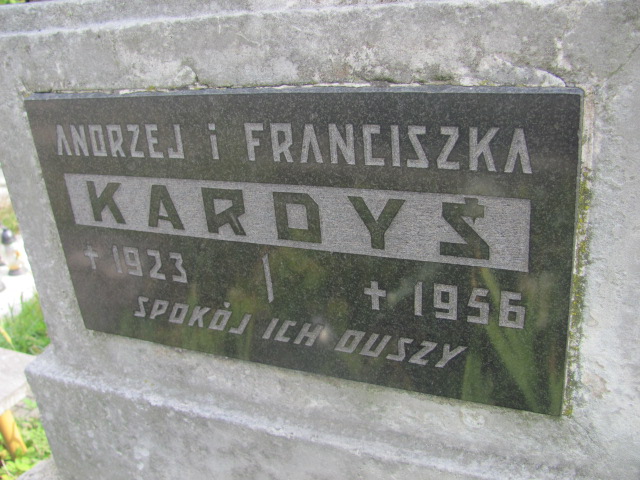 ANDRZEJ i FRANCISZKA
KARDYŚ
✝ 1923 / ✝ 1956
SPOKÓJ ICH DUSZY